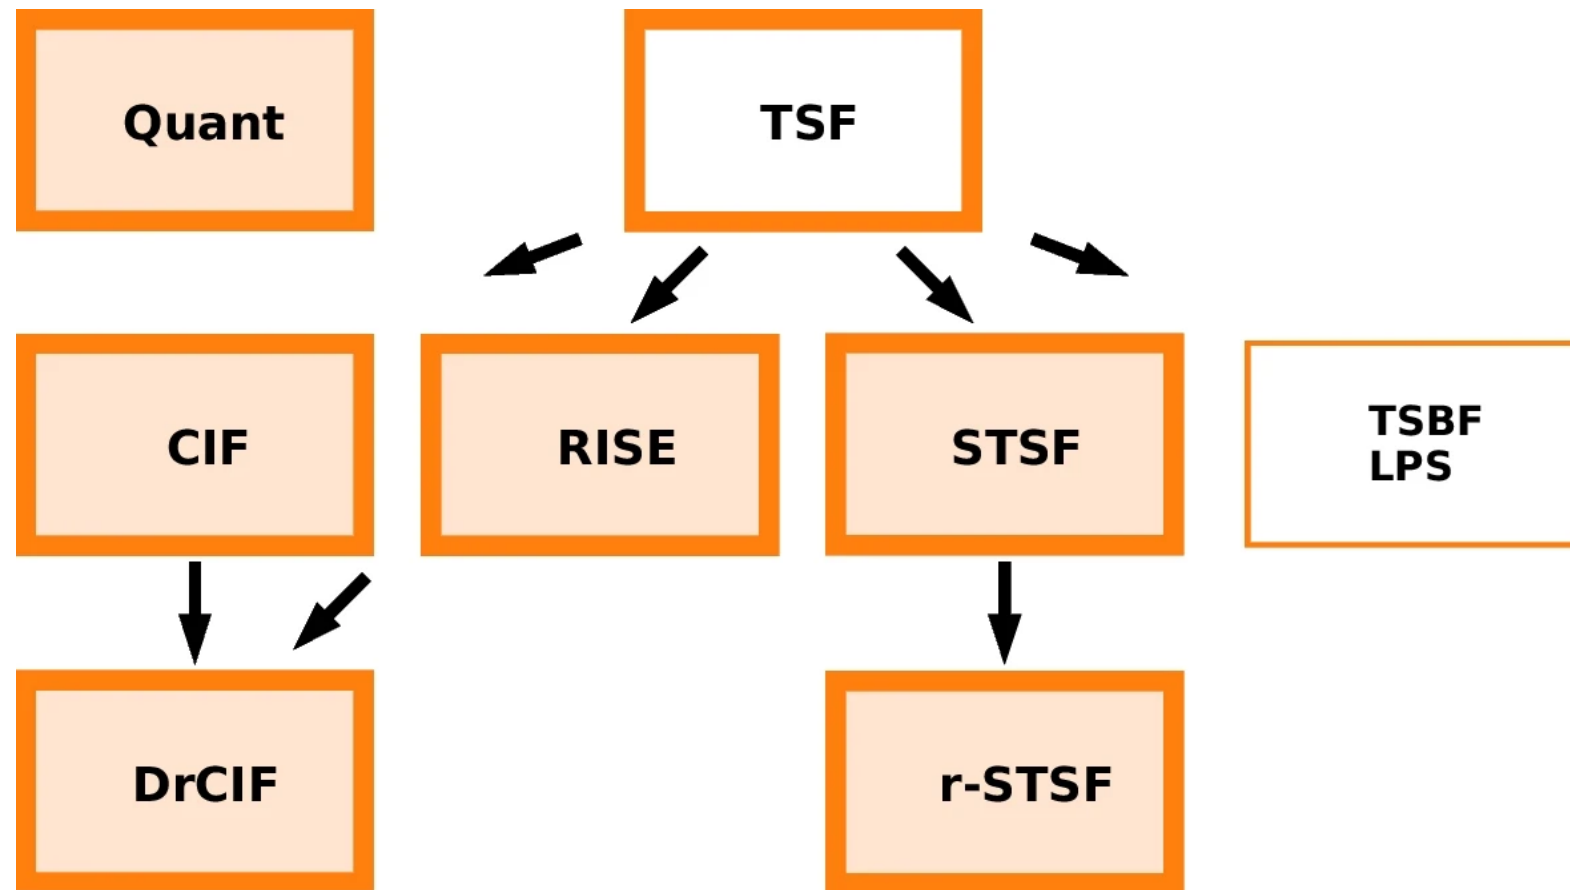 Quant
TSF
CIF
RISE
STSF
TSBF
LPS
DrCIF
r-STSF